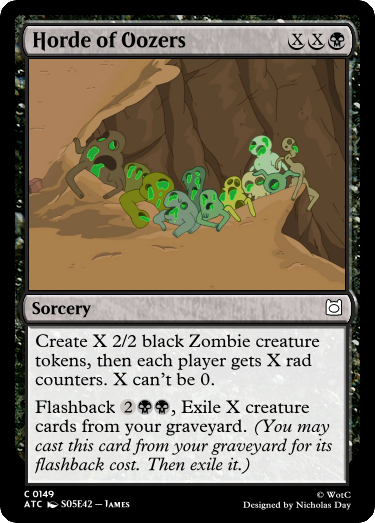 Horde of Oozers XXB
Sorcery
Create X 2/2 black Zombie creature
tokens, then each player gets X rad
counters. X can't be 0.
Flashback 2, Exile X creature
cards from your graveyard. (You may
cast this card from your graveyard for its
flashback cost. Then exile it.)
C 0149
ATC S05E42 — James
© WotC
Designed by Nicholas Day